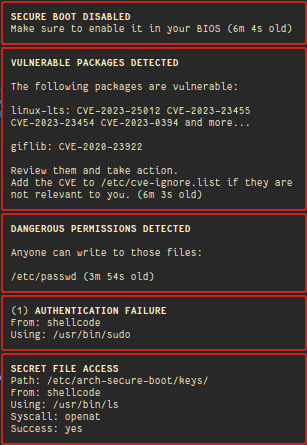 SECURE BOOT DISABLED
Make sure to enable it in your BIOS (6m 4s old)
VULNERABLE PACKAGES DETECTED
The following packages are vulnerable:
linux-lts: CVE-2023-25012 CVE-2023-23455
CVE-2023-23454 CVE-2023-0394 and more...
giflib: CVE-2020-23922
Review them and take action.
Add the CVE to /etc/cve-ignore.list if they are
not relevant to you. (6m 3s old)
DANGEROUS PERMISSIONS DETECTED
Anyone can write to those files:
/etc/passwd (3m 54s old)
(1) AUTHENTICATION FAILURE
From: shellcode
Using: /usr/bin/sudo
SECRET FILE ACCESS
Path: /etc/arch-secure-boot/keys/
From: shellcode
Using: /usr/bin/ls
Syscall: openat
Success: yes